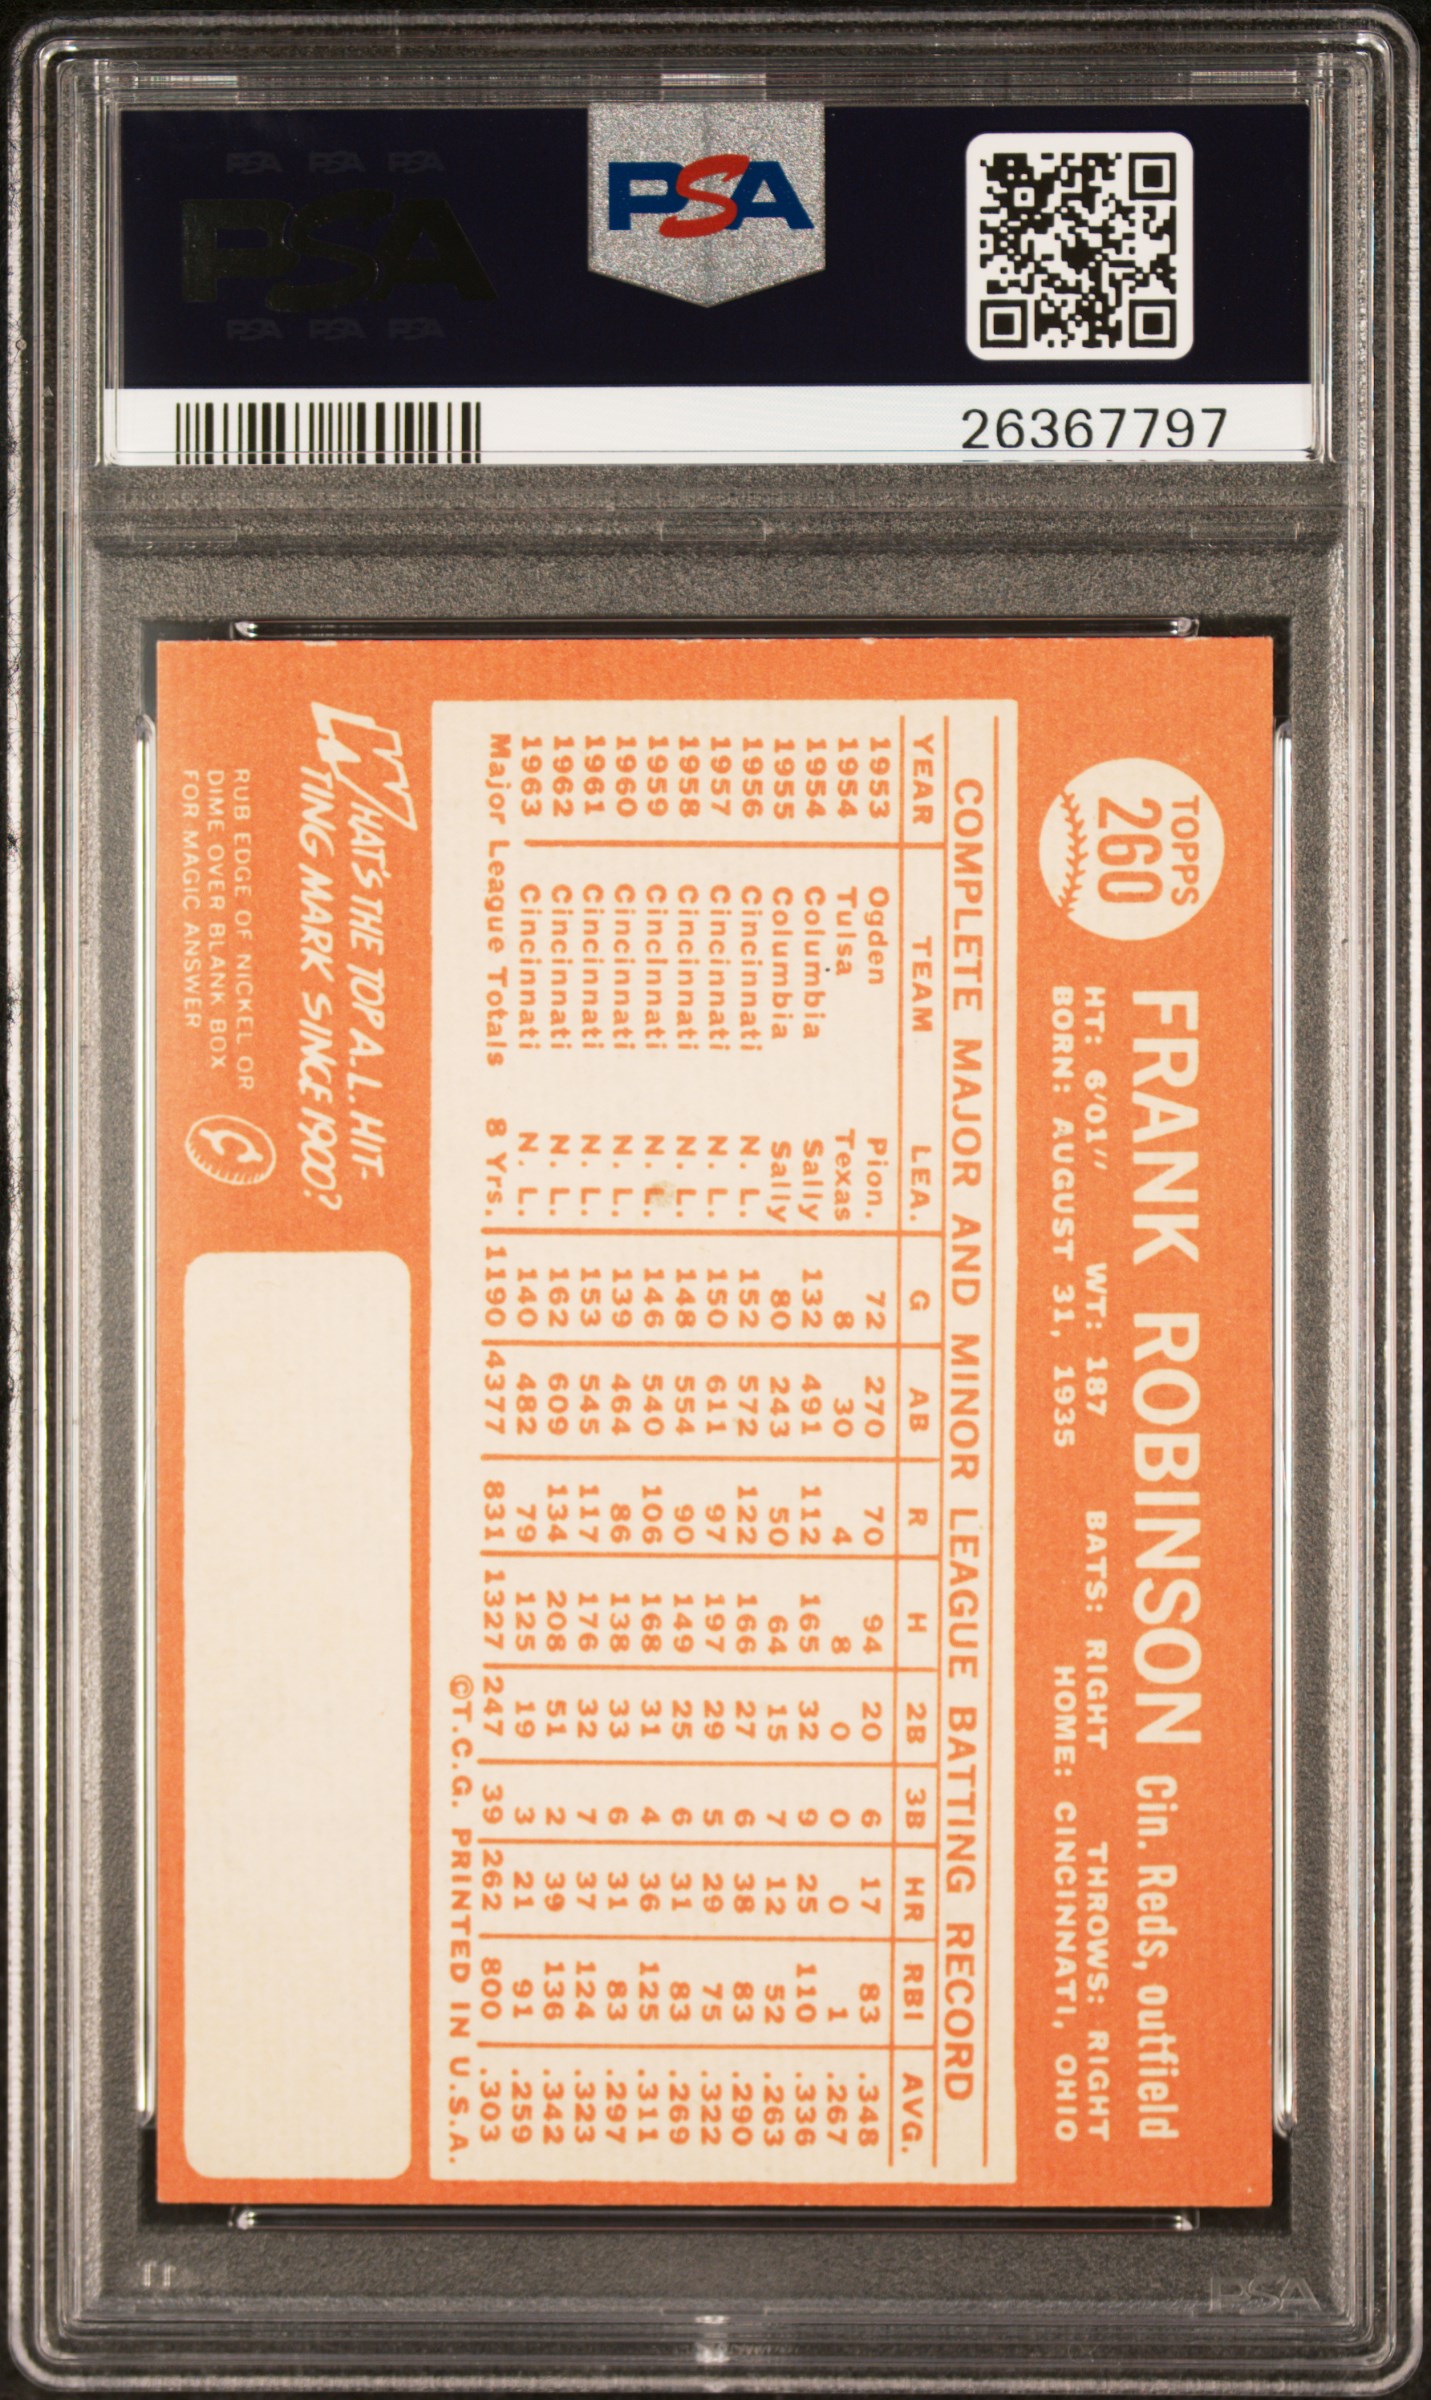 PSA PSA PSA
PSA
PSA PSA PSA
PSA
26367797
TOPPS
260
FRANK ROBINSON Cin. Reds, outfield
HT: 6'01" WT: 187 BATS: RIGHT THROWS: RIGHT
BORN: AUGUST 31, 1935 HOME: CINCINNATI, OHIO
COMPLETE MAJOR AND MINOR LEAGUE BATTING RECORD
YEAR TEAM LEA. G AB R H 2B 3B HR RBI AVG.
1953 Ogden Pion. 72 270 70 94 20 6 17 83 .348
1954 Tulsa Texas 8 30 4 8 0 0 0 1 .267
1954 Columbia Sally 132 491 112 165 32 9 25 110 .336
1955 Columbia Sally 80 243 50 64 15 7 12 52 .263
1956 Cincinnati N. L. 152 572 122 166 27 6 38 83 .290
1957 Cincinnati N. L. 150 611 97 197 29 5 29 75 .322
1958 Cincinnati N. L. 148 554 90 149 25 6 31 83 .269
1959 Cincinnati N. L. 146 540 106 168 31 4 36 125 .311
1960 Cincinnati N. L. 139 464 86 138 33 6 31 83 .297
1961 Cincinnati N. L. 153 545 117 176 32 7 37 124 .323
1962 Cincinnati N. L. 162 609 134 208 51 2 39 136 .342
1963 Cincinnati N. L. 140 482 79 125 19 3 21 91 .259
Major League Totals 8 Yrs. 1190 4377 831 1327 247 39 262 800 .303
©T.C.G. PRINTED IN U.S.A.
WHAT'S THE TOP A.L. HIT-
TING MARK SINCE 1900?
RUB EDGE OF NICKEL OR
DIME OVER BLANK BOX
FOR MAGIC ANSWER
PSA